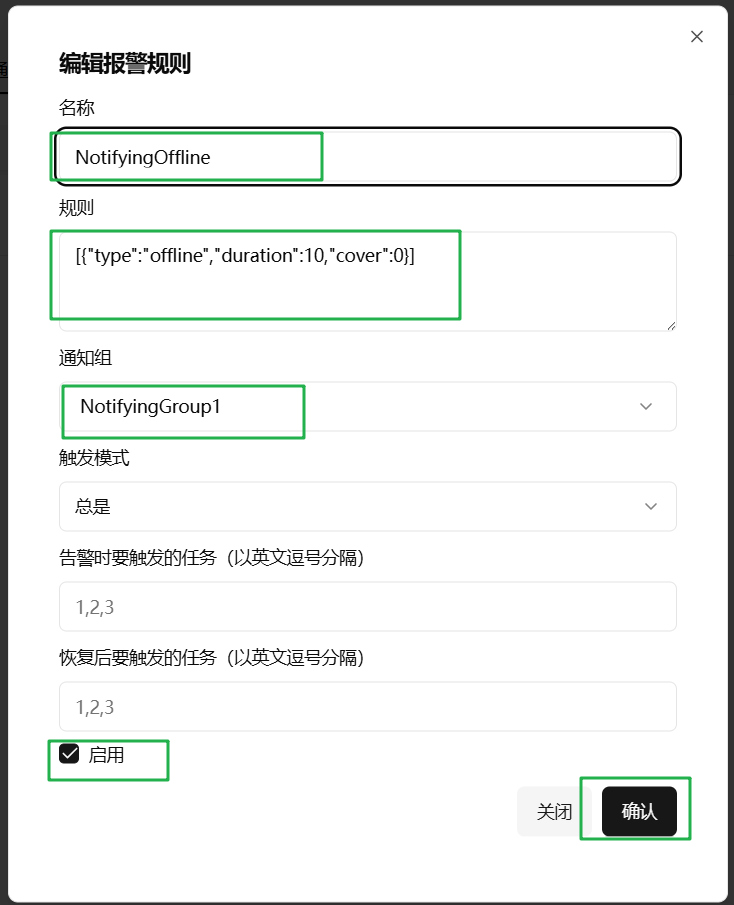 编辑报警规则
名称
NotifyingOffline
规则
[{"type":"offline","duration":10,"cover":0}]
通知组
NotifyingGroup1
触发模式
总是
告警时要触发的任务（以英文逗号分隔）
1,2,3
恢复后要触发的任务（以英文逗号分隔）
1,2,3
启用
关闭 确认